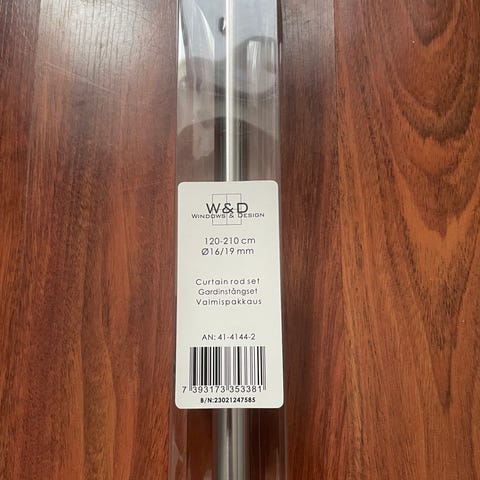 W&D
WINDOWS & DESIGN
120-210 cm
Ø16/19 mm
Curtain rod set
Gardinstångset
Valmispakkaus
AN: 41-4144-2
7 393173 353381
B/N:23021247585